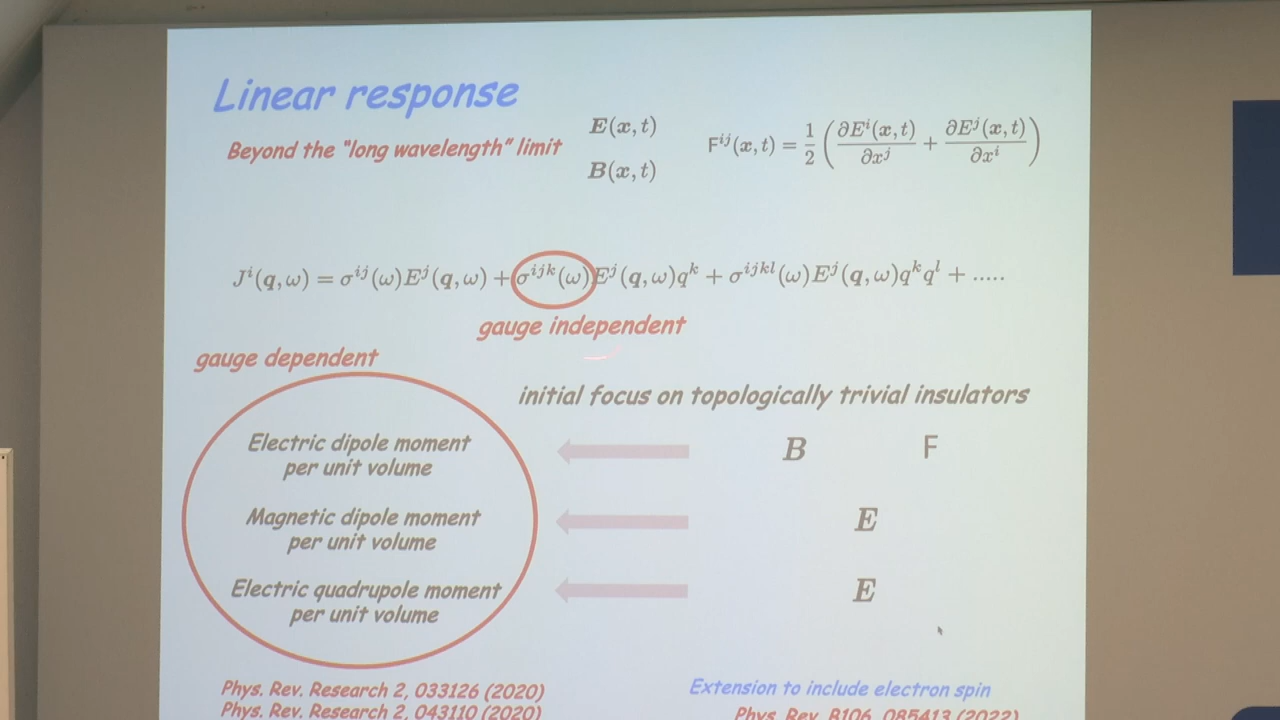 Linear response
Beyond the "long wavelength" limit
E(x, t)
B(x, t)
F^{ij}(x, t) = 1/2 ( ∂E^i(x, t)/∂x^j + ∂E^j(x, t)/∂x^i )
J^i(q, ω) = σ^{ij}(ω)E^j(q, ω) + σ^{ijk}(ω)E^j(q, ω)q^k + σ^{ijkl}(ω)E^j(q, ω)q^k q^l + .....
gauge independent
gauge dependent
initial focus on topologically trivial insulators
Electric dipole moment
per unit volume
B F
Magnetic dipole moment
per unit volume
E
Electric quadrupole moment
per unit volume
E
Phys. Rev. Research 2, 033126 (2020)
Phys. Rev. Research 2, 043110 (2020)
Extension to include electron spin
Phys. Rev. B106, 085413 (2022)